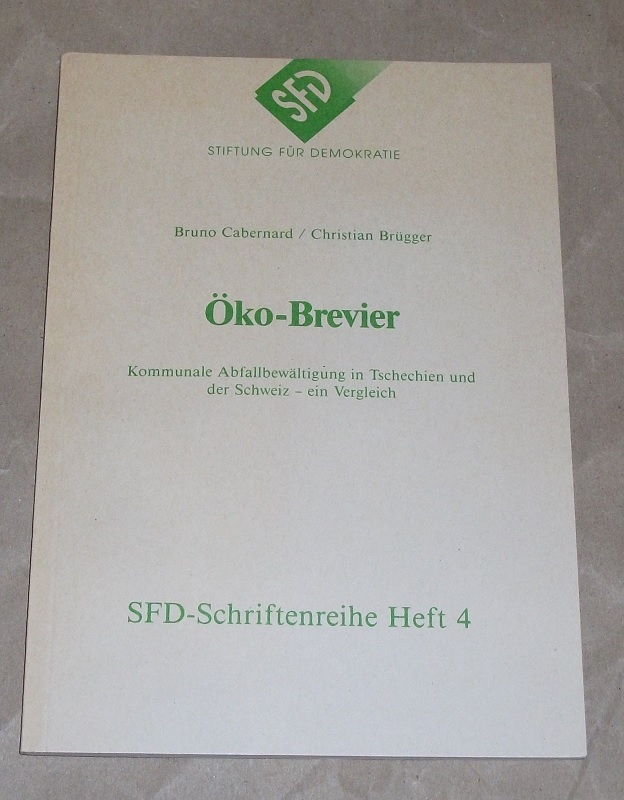 SFD
STIFTUNG FÜR DEMOKRATIE
Bruno Cabernard / Christian Brügger
Öko-Brevier
Kommunale Abfallbewältigung in Tschechien und
der Schweiz – ein Vergleich
SFD-Schriftenreihe Heft 4